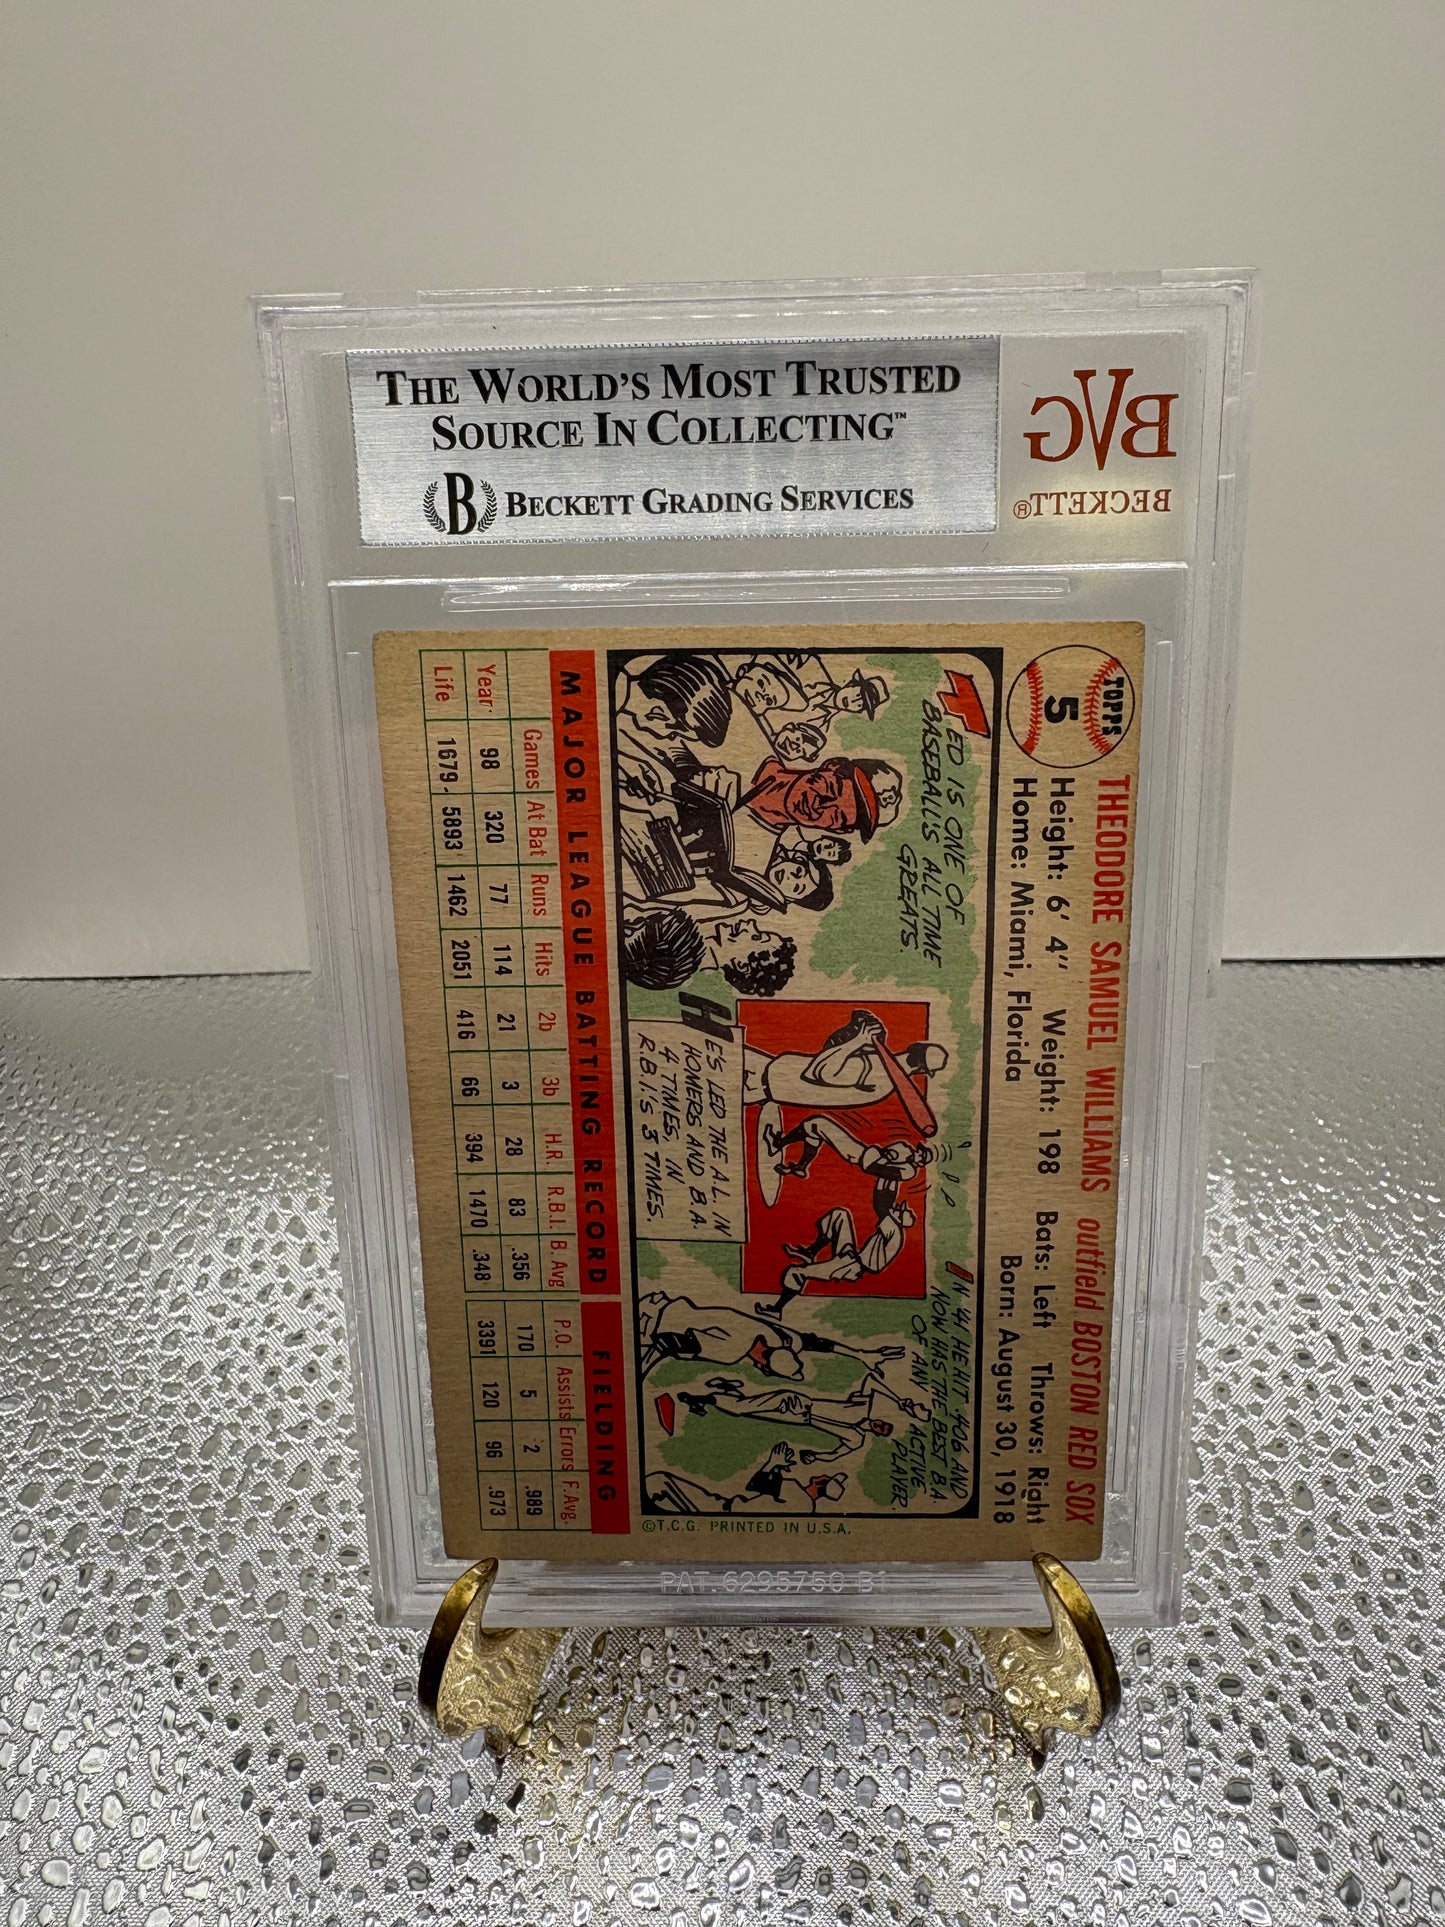 THE WORLD'S MOST TRUSTED
SOURCE IN COLLECTING™
B BECKETT GRADING SERVICES
BVG
BECKETT®
TOPPS
5
THEODORE SAMUEL WILLIAMS outfield BOSTON RED SOX
Height: 6' 4" Weight: 198 Bats: Left Throws: Right
Home: Miami, Florida Born: August 30, 1918
TED IS ONE OF
BASEBALL'S ALL TIME
GREATS.
HE'S LED THE A.L. IN
HOMERS AND B.A.
4 TIMES, IN
R.B.I.'S 3 TIMES.
IN '41 HE HIT .406 AND
NOW HAS THE BEST B.A.
OF ANY ACTIVE
PLAYER.
©T.C.G. PRINTED IN U.S.A.
MAJOR LEAGUE BATTING RECORD FIELDING
Games At Bat Runs Hits 2b 3b H.R. R.B.I. B. Avg P.O. Assists Errors F. Avg.
Year 98 320 77 114 21 3 28 83 .356 170 5 2 .989
Life 1679 5893 1462 2051 416 66 394 1470 .348 3391 120 96 .973
PAT. 6295750 B1